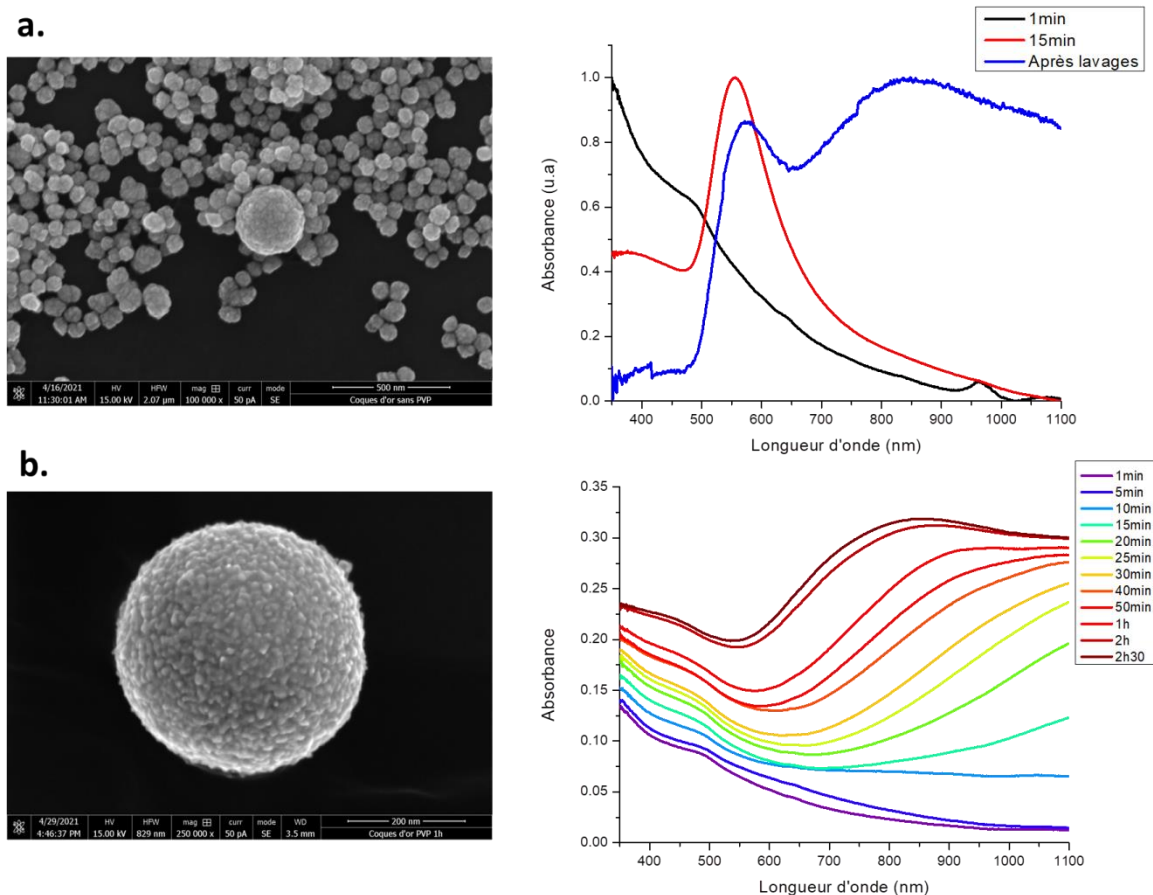 a.
4/16/2021 HV HFW mag curr mode 500 nm
11:30:01 AM 15.00 kV 2.07 µm 100 000 x 50 pA SE Coques d'or sans PVP
1min
15min
Après lavages
Absorbance (u.a)
1.0
0.8
0.6
0.4
0.2
0.0
400 500 600 700 800 900 1000 1100
Longueur d'onde (nm)
b.
4/29/2021 HV HFW mag curr mode WD 200 nm
4:46:37 PM 15.00 kV 829 nm 250 000 x 50 pA SE 3.5 mm Coques d'or PVP 1h
1min
5min
10min
15min
20min
25min
30min
40min
50min
1h
2h
2h30
Absorbance
0.35
0.30
0.25
0.20
0.15
0.10
0.05
0.00
400 500 600 700 800 900 1000 1100
Longueur d'onde (nm)